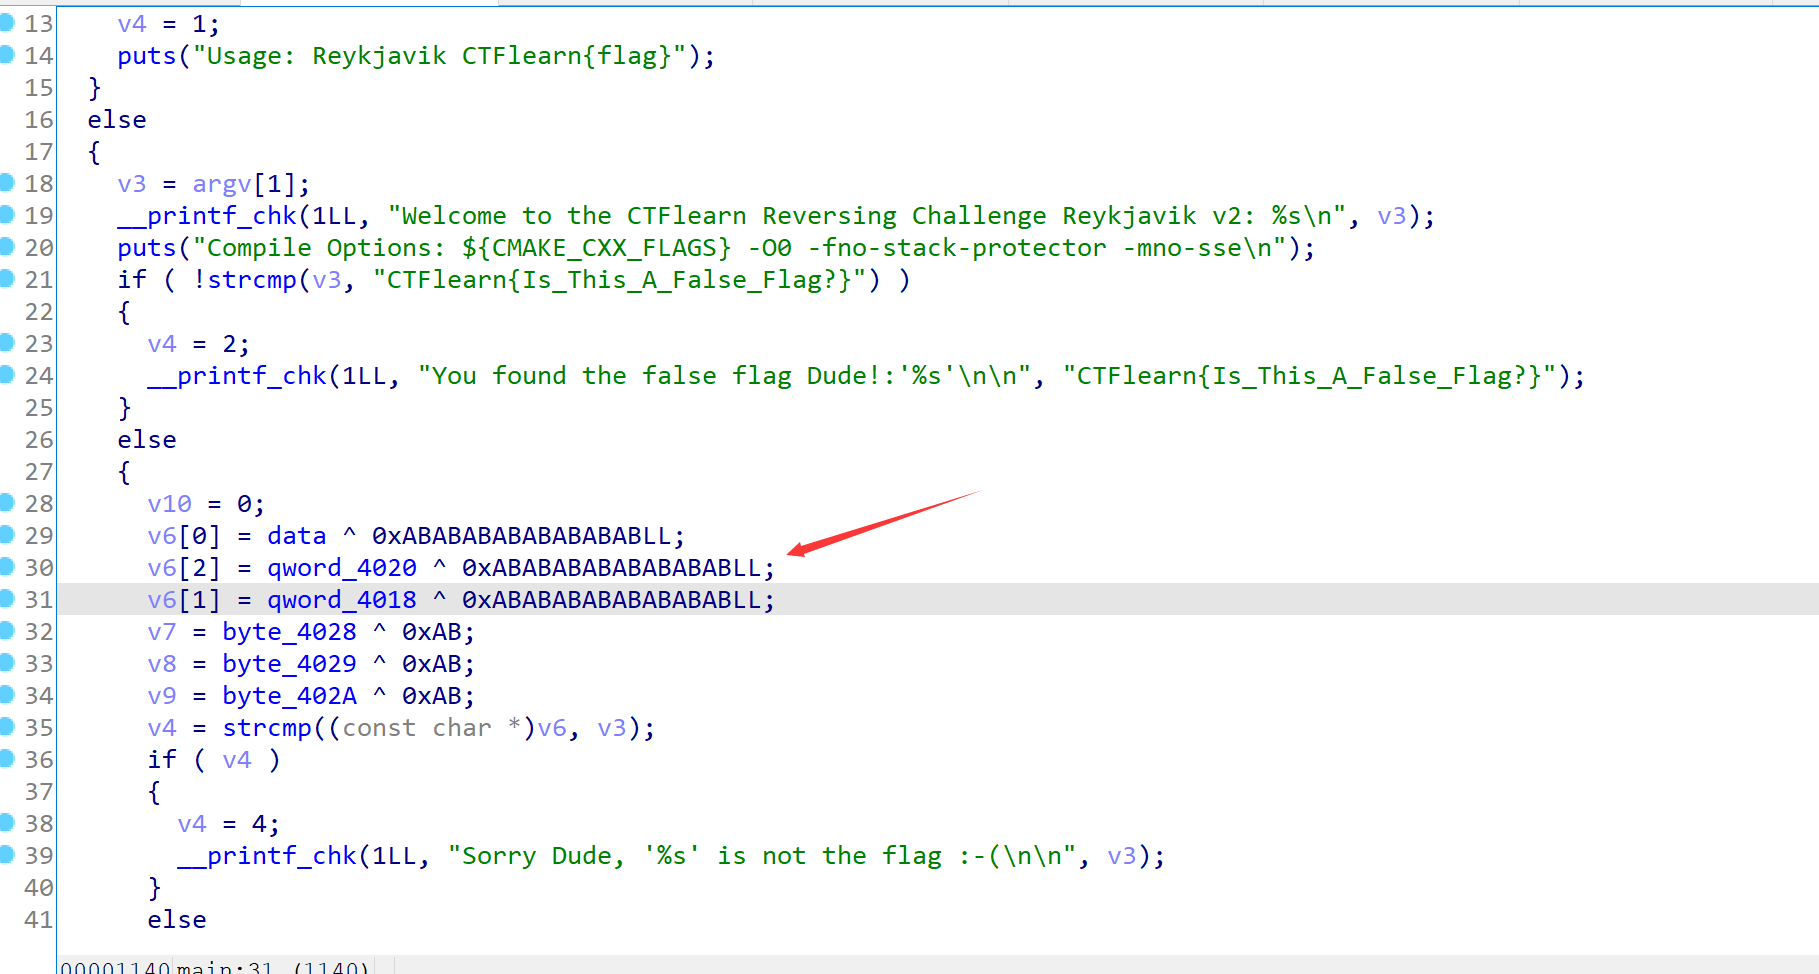 13 v4 = 1;
14 puts("Usage: Reykjavik CTFlearn{flag}");
15 }
16 else
17 {
18 v3 = argv[1];
19 __printf_chk(1LL, "Welcome to the CTFlearn Reversing Challenge Reykjavik v2: %s\n", v3);
20 puts("Compile Options: ${CMAKE_CXX_FLAGS} -O0 -fno-stack-protector -mno-sse\n");
21 if ( !strcmp(v3, "CTFlearn{Is_This_A_False_Flag?}") )
22 {
23 v4 = 2;
24 __printf_chk(1LL, "You found the false flag Dude!:'%s'\n\n", "CTFlearn{Is_This_A_False_Flag?}");
25 }
26 else
27 {
28 v10 = 0;
29 v6[0] = data ^ 0xABABABABABABABABLL;
30 v6[2] = qword_4020 ^ 0xABABABABABABABABLL;
31 v6[1] = qword_4018 ^ 0xABABABABABABABABLL;
32 v7 = byte_4028 ^ 0xAB;
33 v8 = byte_4029 ^ 0xAB;
34 v9 = byte_402A ^ 0xAB;
35 v4 = strcmp((const char *)v6, v3);
36 if ( v4 )
37 {
38 v4 = 4;
39 __printf_chk(1LL, "Sorry Dude, '%s' is not the flag :-(\n\n", v3);
40 }
41 else
00001140 main:31 (1140)